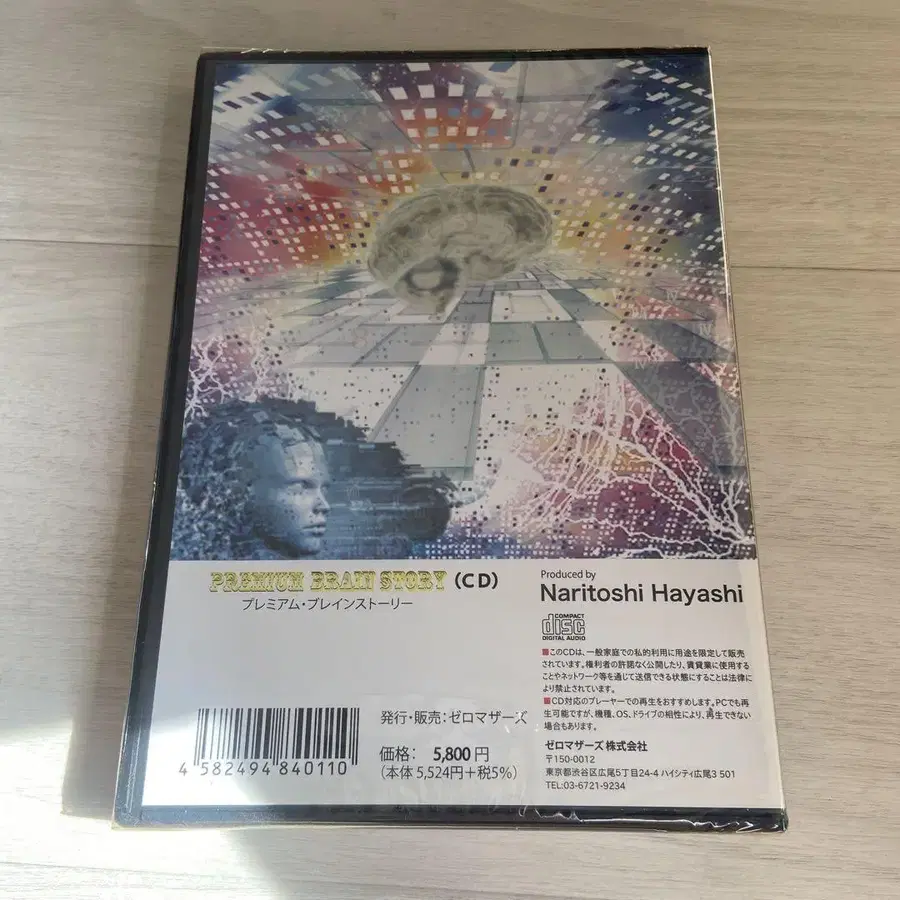 PREMIUM BRAIN STORY (CD)
プレミアム・ブレインストーリー
4 582494 840110
発行・販売:ゼロマザーズ
価格: 5,800円
(本体 5,524円+税5%)
Produced by
Naritoshi Hayashi
COMPACT
disc
DIGITAL AUDIO
■このCDは、一般家庭での私的利用に用途を限定して販売
されています。権利者の許諾なく公開したり、賃貸業に使用する
ことやネットワーク等を通じて送信できる状態にすることは法律に
より禁止されています。
■CD対応のプレーヤーでの再生をおすすめします。PCでも再
生可能ですが、機種、OS、ドライブの相性により、再生できない
場合もあります。
ゼロマザーズ 株式会社
〒150-0012
東京都渋谷区広尾5丁目24-4 ハイシティ広尾3 501
TEL:03-6721-9234